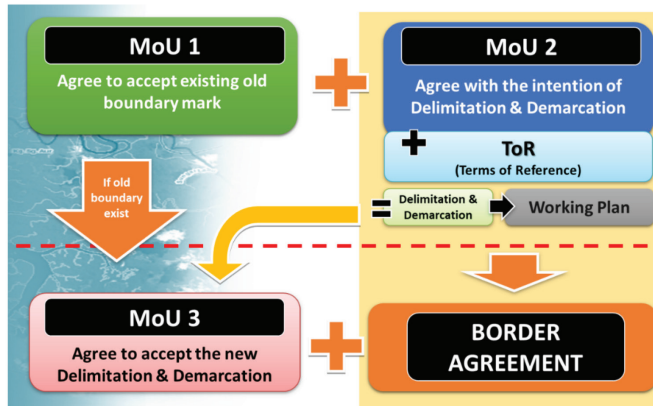 MoU 1
Agree to accept existing old
boundary mark
MoU 2
Agree with the intention of
Delimitation & Demarcation
ToR
(Terms of Reference)
Delimitation &
Demarcation
Working Plan
If old
boundary
exist
MoU 3
Agree to accept the new
Delimitation & Demarcation
BORDER
AGREEMENT